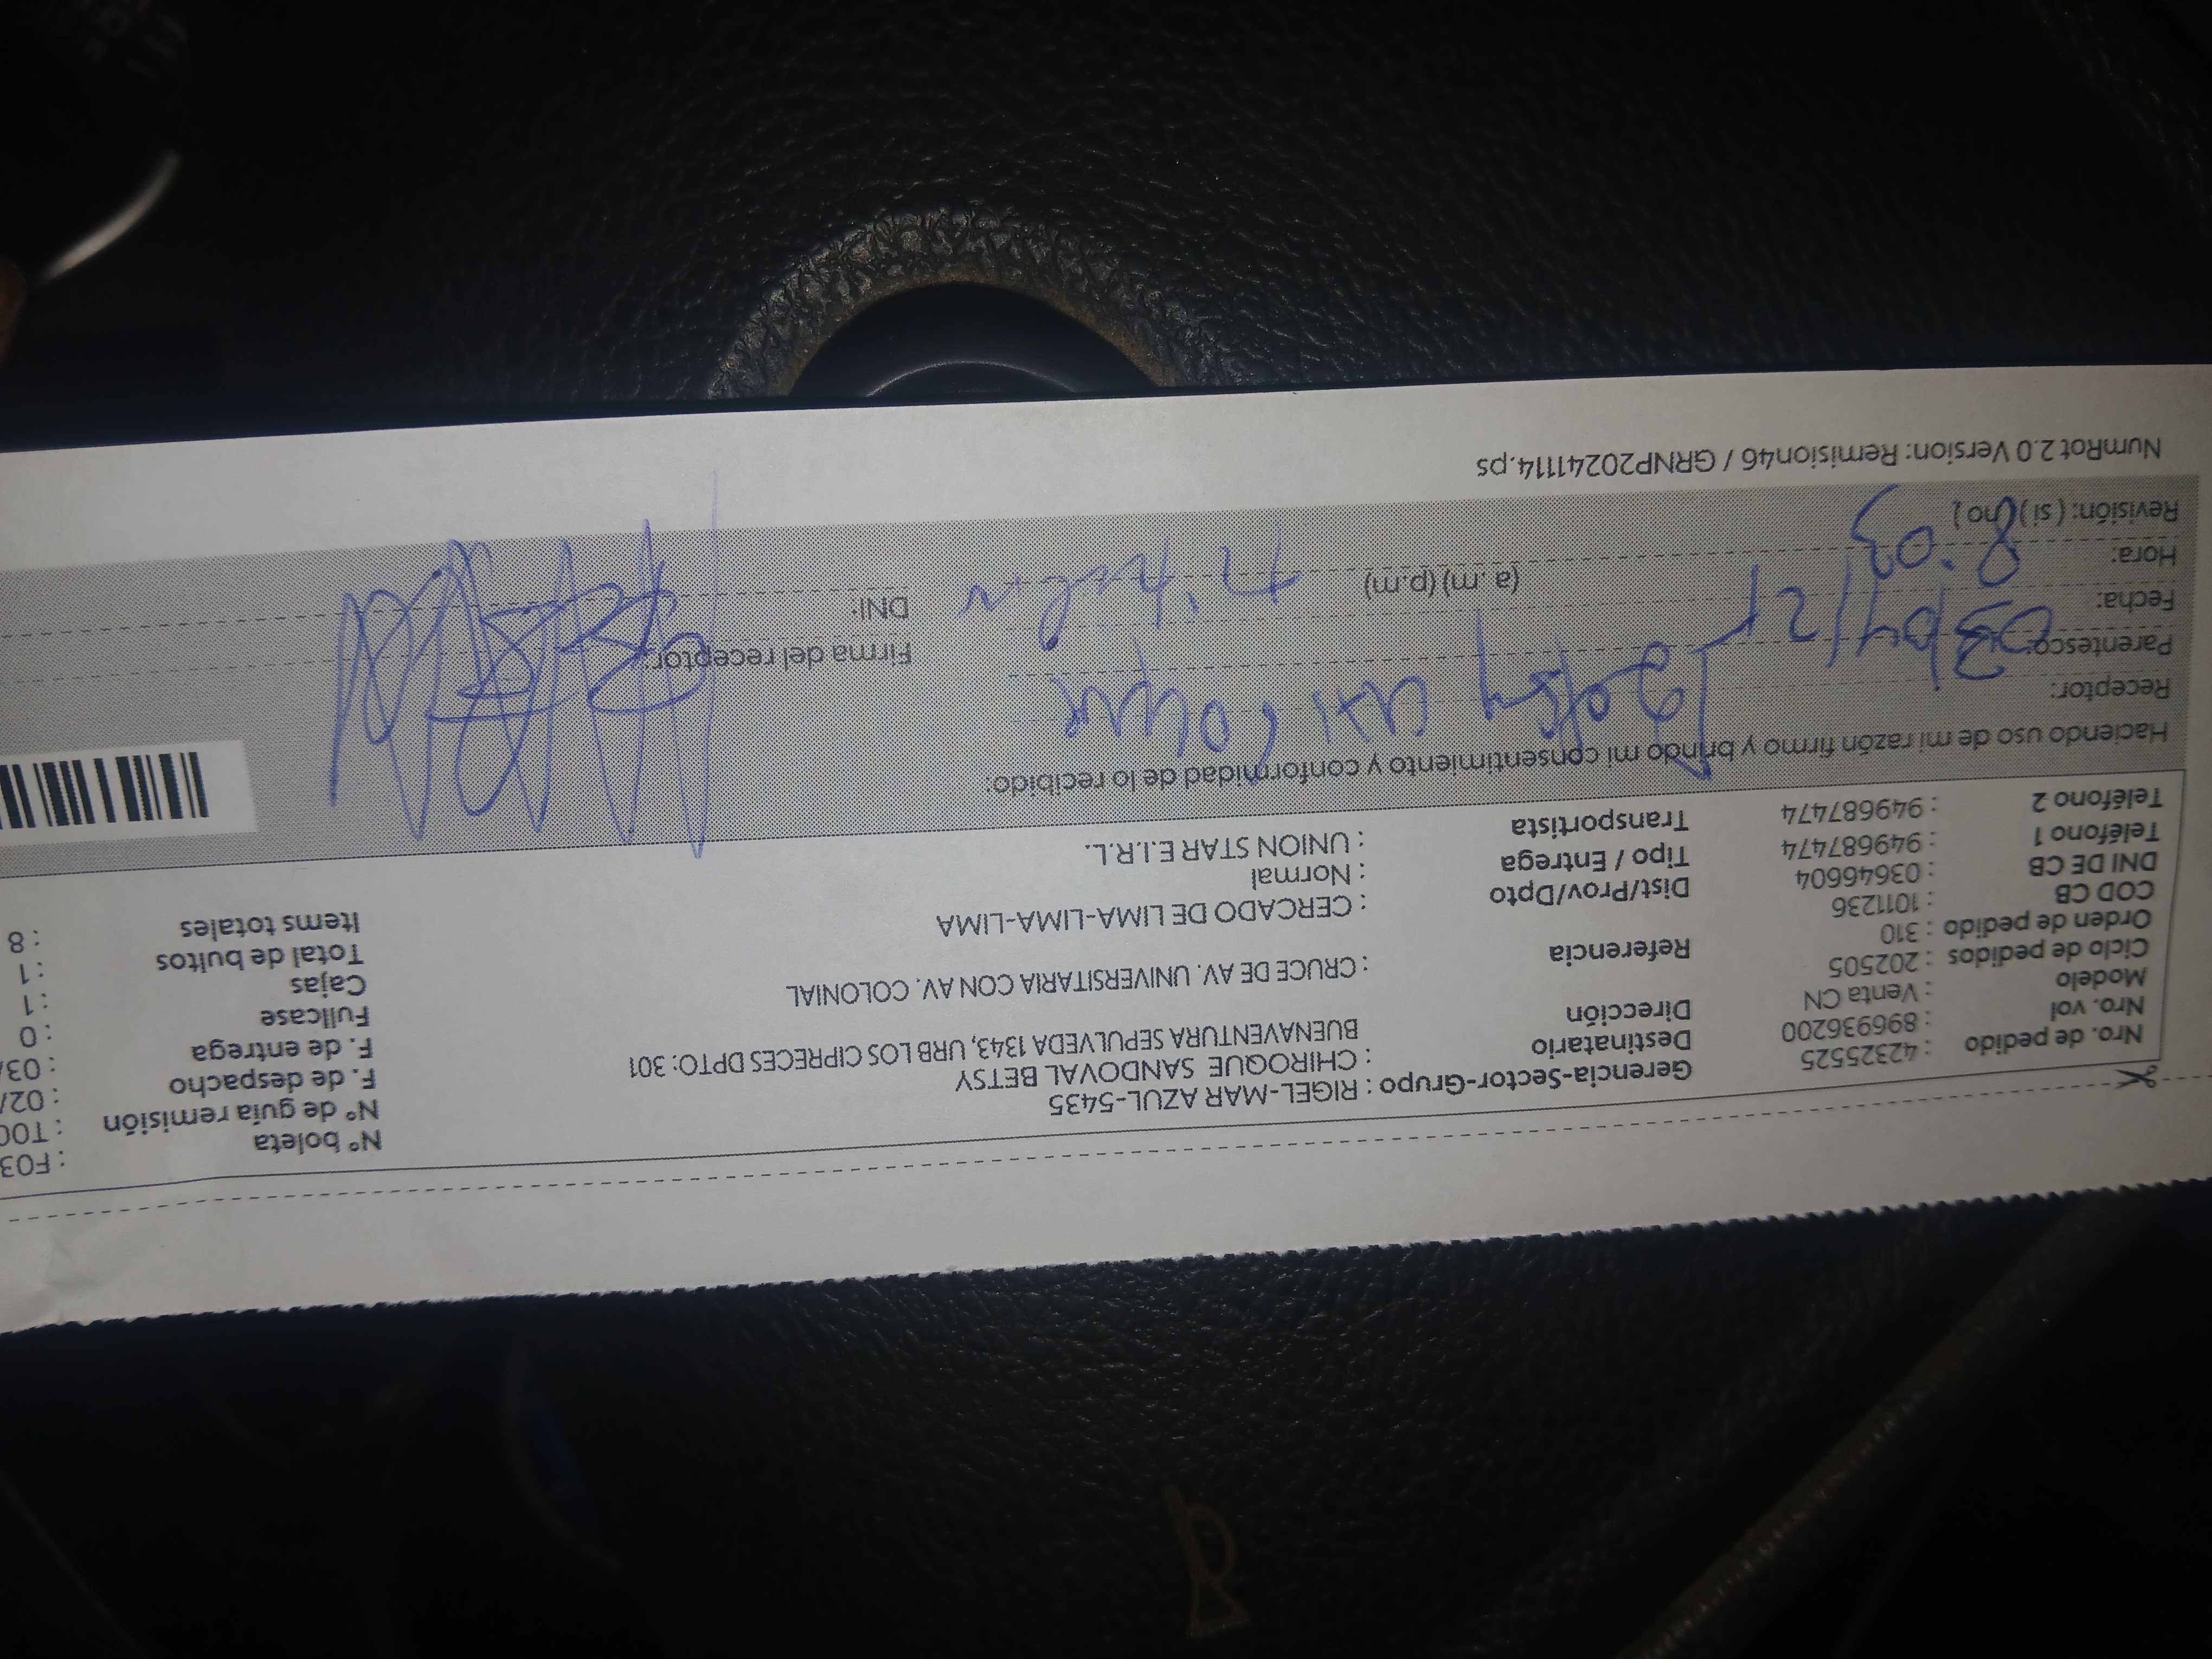 Nro. de pedido : 42325525
Nro. vol : 896936200
Modelo : Venta CN
Ciclo de pedidos : 202505
Orden de pedido : 310
COD CB : 1011236
DNI DE CB : 03646604
Teléfono 1 : 949687474
Teléfono 2 : 949687474
Gerencia-Sector-Grupo : RIGEL-MAR AZUL-5435
Destinatario : CHIROQUE SANDOVAL BETSY
Dirección BUENAVENTURA SEPULVEDA 1343, URB LOS CIPRECES DPTO: 301
Referencia : CRUCE DE AV. UNIVERSITARIA CON AV. COLONIAL
Dist/Prov/Dpto : CERCADO DE LIMA-LIMA-LIMA
Tipo / Entrega : Normal
Transportista : UNION STAR E.I.R.L.
N° boleta : F03
N° de guía remisión : T00
F. de despacho : 02/
F. de entrega : 03/
Fullcase : 0
Cajas : 1
Total de bultos : 1
Items totales : 8
Haciendo uso de mi razón firmo y brindo mi consentimiento y conformidad de lo recibido:
Receptor:
Parentesco:
Fecha: 03/04/
Hora: 8:03 (a.m) (p.m)
Revisión: (si) (no)
Firma del receptor:
DNI:
NumRot 2.0 Version: Remision46 / GRNP20241114.ps